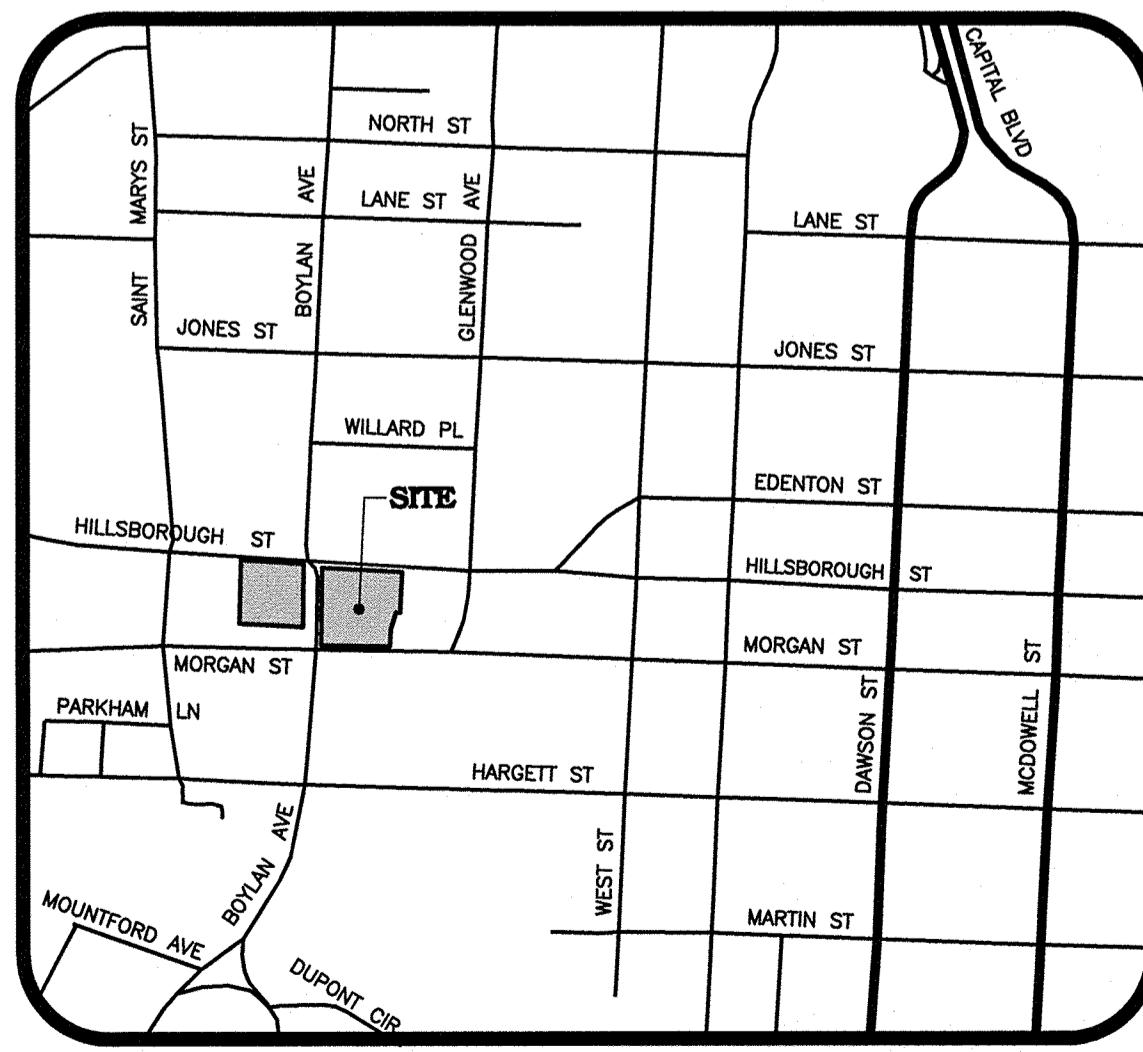 CAPITAL BLVD
NORTH ST
SAINT MARYS ST
BOYLAN AVE
LANE ST
GLENWOOD AVE
LANE ST
JONES ST
JONES ST
WILLARD PL
EDENTON ST
SITE
HILLSBOROUGH ST
HILLSBOROUGH ST
MORGAN ST
MORGAN ST
PARKHAM LN
DAWSON ST
MCDOWELL ST
HARGETT ST
BOYLAN AVE
WEST ST
MARTIN ST
MOUNTFORD AVE
DUPONT CIR